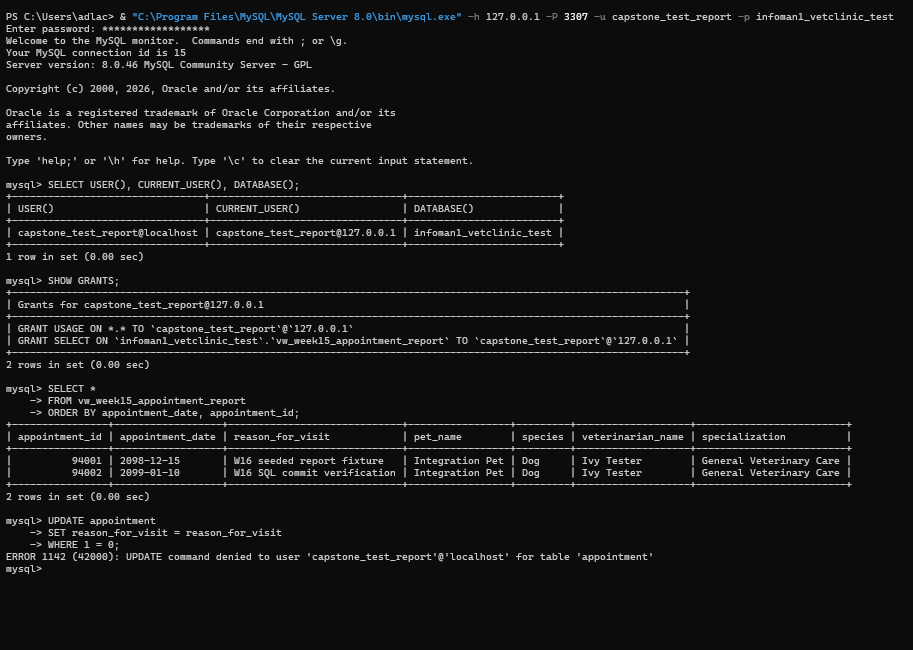 PS C:\Users\adlac> & "C:\Program Files\MySQL\MySQL Server 8.0\bin\mysql.exe" -h 127.0.0.1 -P 3307 -u capstone_test_report -p infoman1_vetclinic_test
Enter password: ******************
Welcome to the MySQL monitor.  Commands end with ; or \g.
Your MySQL connection id is 15
Server version: 8.0.46 MySQL Community Server - GPL

Copyright (c) 2000, 2026, Oracle and/or its affiliates.

Oracle is a registered trademark of Oracle Corporation and/or its
affiliates. Other names may be trademarks of their respective
owners.

Type 'help;' or '\h' for help. Type '\c' to clear the current input statement.

mysql> SELECT USER(), CURRENT_USER(), DATABASE();
+--------------------------------+--------------------------------+-------------------------+
| USER()                         | CURRENT_USER()                 | DATABASE()              |
+--------------------------------+--------------------------------+-------------------------+
| capstone_test_report@localhost | capstone_test_report@127.0.0.1 | infoman1_vetclinic_test |
+--------------------------------+--------------------------------+-------------------------+
1 row in set (0.00 sec)

mysql> SHOW GRANTS;
+----------------------------------------------------------------------------------------------------------------+
| Grants for capstone_test_report@127.0.0.1                                                                      |
+----------------------------------------------------------------------------------------------------------------+
| GRANT USAGE ON *.* TO `capstone_test_report`@`127.0.0.1`                                                       |
| GRANT SELECT ON `infoman1_vetclinic_test`.`vw_week15_appointment_report` TO `capstone_test_report`@`127.0.0.1` |
+----------------------------------------------------------------------------------------------------------------+
2 rows in set (0.00 sec)

mysql> SELECT *
    -> FROM vw_week15_appointment_report
    -> ORDER BY appointment_date, appointment_id;
+----------------+------------------+-----------------------------+-----------------+---------+-------------------+-------------------------+
| appointment_id | appointment_date | reason_for_visit            | pet_name        | species | veterinarian_name | specialization          |
+----------------+------------------+-----------------------------+-----------------+---------+-------------------+-------------------------+
|          94001 | 2098-12-15       | W16 seeded report fixture   | Integration Pet | Dog     | Ivy Tester        | General Veterinary Care |
|          94002 | 2099-01-10       | W16 SQL commit verification | Integration Pet | Dog     | Ivy Tester        | General Veterinary Care |
+----------------+------------------+-----------------------------+-----------------+---------+-------------------+-------------------------+
2 rows in set (0.00 sec)

mysql> UPDATE appointment
    -> SET reason_for_visit = reason_for_visit
    -> WHERE 1 = 0;
ERROR 1142 (42000): UPDATE command denied to user 'capstone_test_report'@'localhost' for table 'appointment'
mysql>